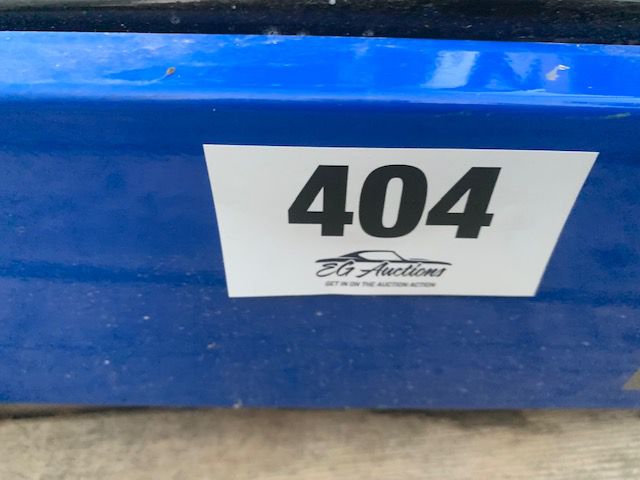 404
EG Auctions
GET IN ON THE AUCTION ACTION